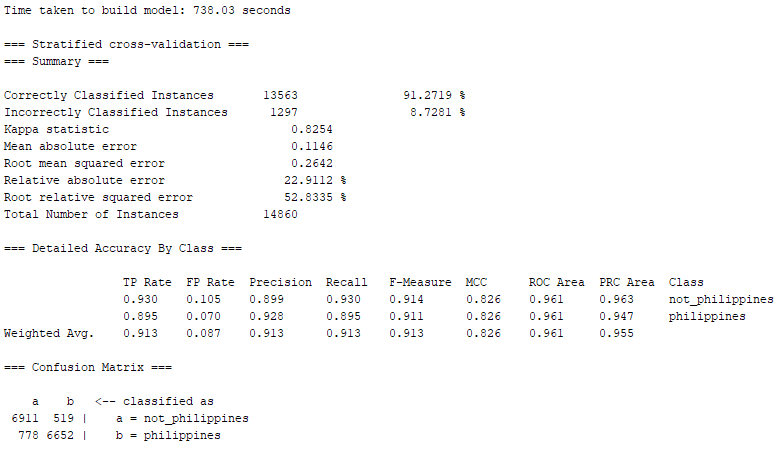 Time taken to build model: 738.03 seconds
=== Stratified cross-validation ===
=== Summary ===
Correctly Classified Instances 13563 91.2719 %
Incorrectly Classified Instances 1297 8.7281 %
Kappa statistic 0.8254
Mean absolute error 0.1146
Root mean squared error 0.2642
Relative absolute error 22.9112 %
Root relative squared error 52.8335 %
Total Number of Instances 14860
=== Detailed Accuracy By Class ===
TP Rate FP Rate Precision Recall F-Measure MCC ROC Area PRC Area Class
0.930 0.105 0.899 0.930 0.914 0.826 0.961 0.963 not_philippines
0.895 0.070 0.928 0.895 0.911 0.826 0.961 0.947 philippines
Weighted Avg. 0.913 0.087 0.913 0.913 0.913 0.826 0.961 0.955
=== Confusion Matrix ===
a b <-- classified as
6911 519 | a = not_philippines
778 6652 | b = philippines